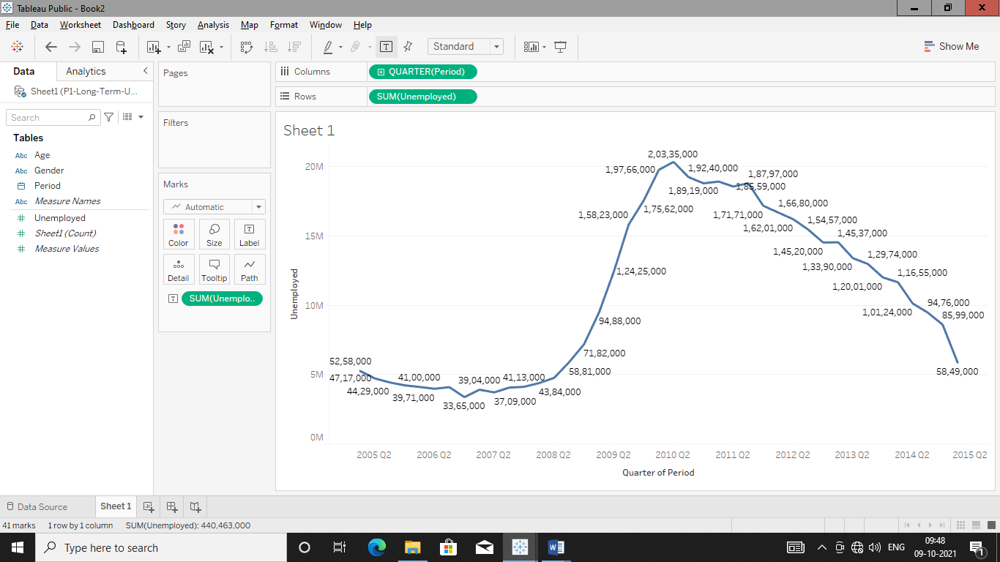 Tableau Public - Book2
File Data Worksheet Dashboard Story Analysis Map Format Window Help
Standard
Show Me
Data Analytics
Sheet1 (P1-Long-Term-U...
Search
Tables
Abc Age
Abc Gender
Period
Abc Measure Names
Unemployed
Sheet1 (Count)
Measure Values
Pages
Filters
Marks
Automatic
Color Size Label
Detail Tooltip Path
SUM(Unemplo..
Columns QUARTER(Period)
Rows SUM(Unemployed)
Sheet 1
Unemployed
20M
15M
10M
5M
0M
52,58,000
47,17,000
44,29,000
41,00,000
39,71,000
33,65,000
39,04,000
37,09,000
41,13,000
43,84,000
58,81,000
71,82,000
94,88,000
1,24,25,000
1,58,23,000
1,75,62,000
1,97,66,000
2,03,35,000
1,92,40,000
1,89,19,000
1,85,59,000
1,87,97,000
1,71,71,000
1,66,80,000
1,62,01,000
1,54,57,000
1,45,20,000
1,45,37,000
1,33,90,000
1,29,74,000
1,20,01,000
1,16,55,000
1,01,24,000
94,76,000
85,99,000
58,49,000
2005 Q2 2006 Q2 2007 Q2 2008 Q2 2009 Q2 2010 Q2 2011 Q2 2012 Q2 2013 Q2 2014 Q2 2015 Q2
Quarter of Period
Data Source Sheet 1
41 marks 1 row by 1 column SUM(Unemployed): 440,463,000
Type here to search
ENG
09:48
09-10-2021
1